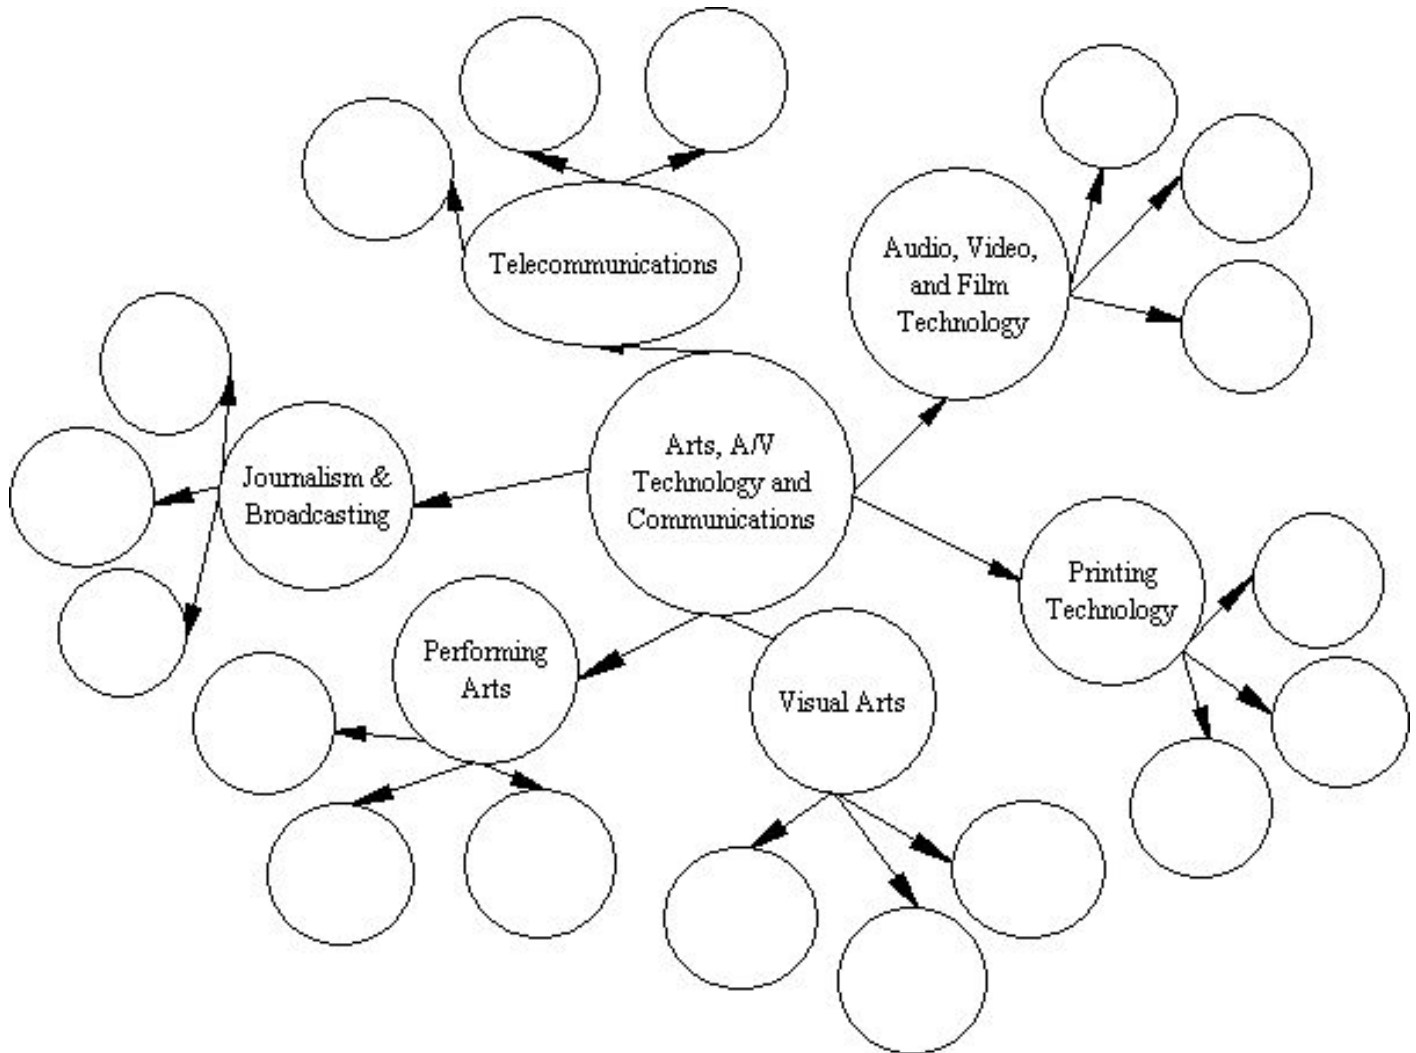 Telecommunications
Audio, Video,
and Film
Technology
Arts, A/V
Technology and
Communications
Journalism &
Broadcasting
Printing
Technology
Performing
Arts
Visual Arts